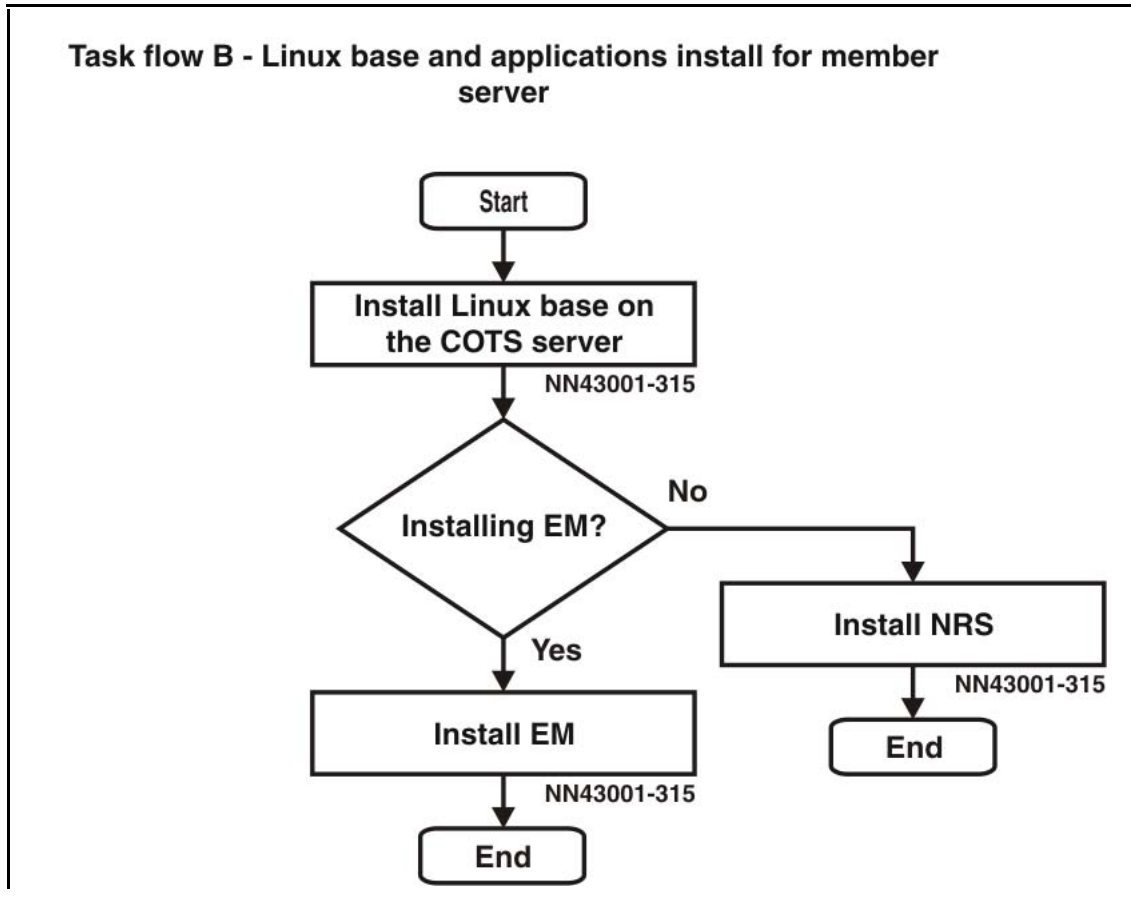 Task flow B - Linux base and applications install for member
server
Start
Install Linux base on
the COTS server
NN43001-315
Installing EM?
No
Yes
Install NRS
NN43001-315
End
Install EM
NN43001-315
End